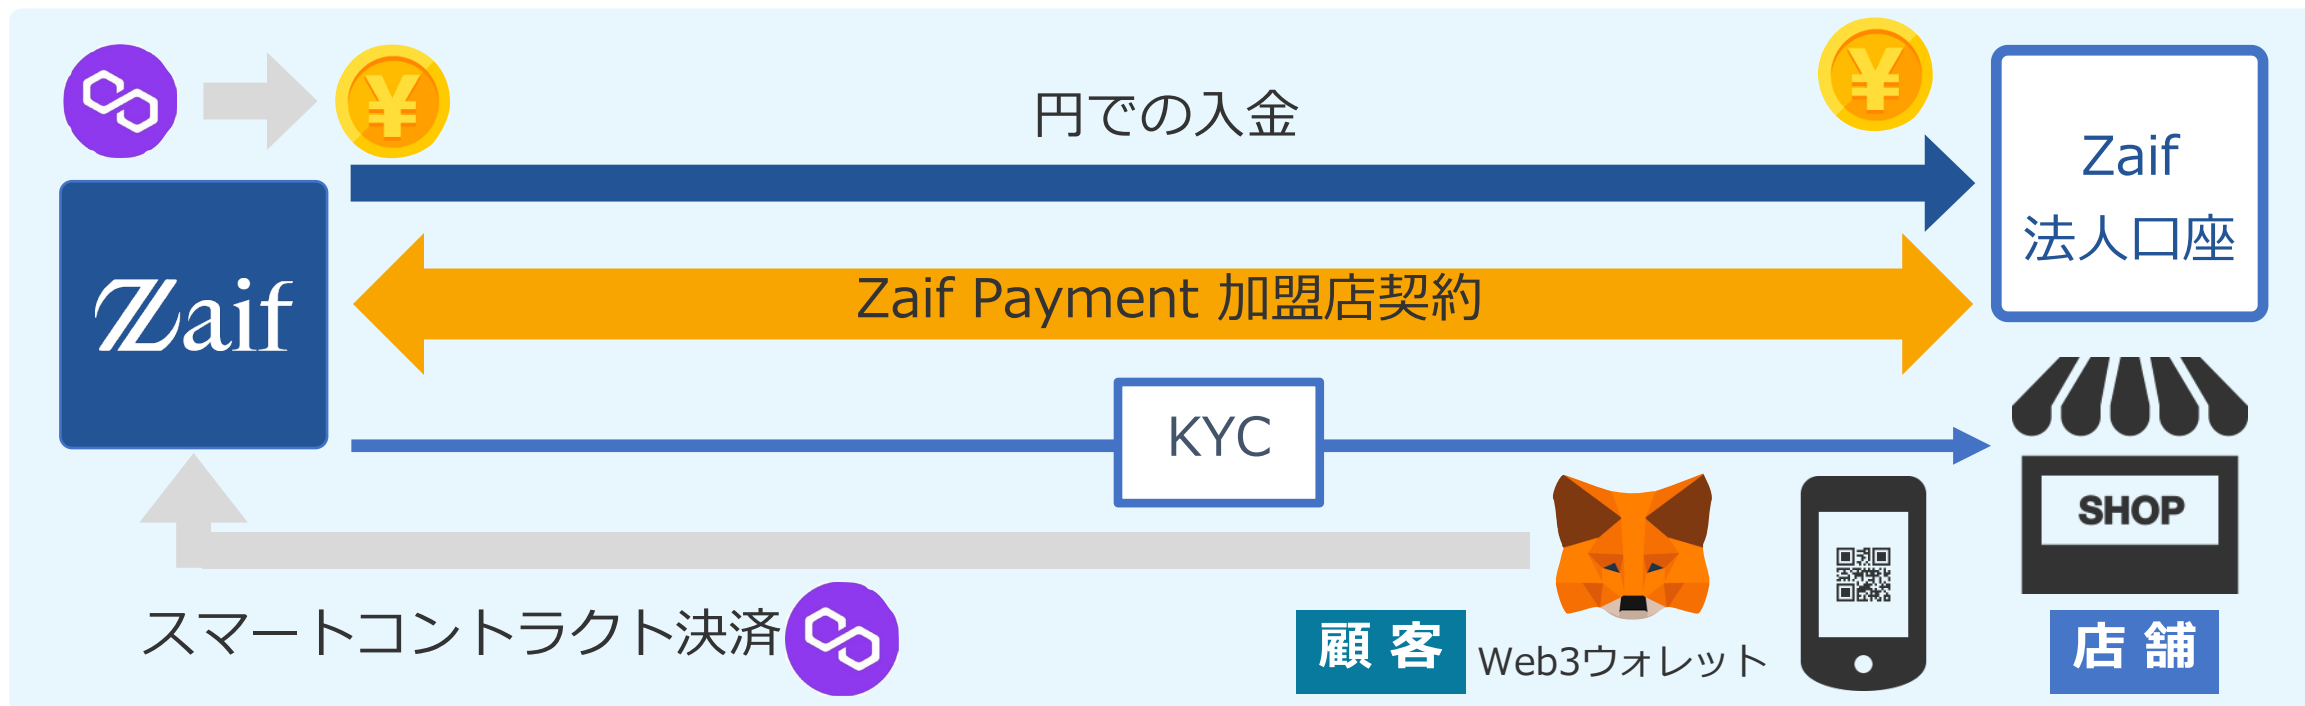 円での入金
Zaif
法人口座
Zaif
Zaif Payment 加盟店契約
KYC
SHOP
スマートコントラクト決済
顧客
Web3ウォレット
店舗